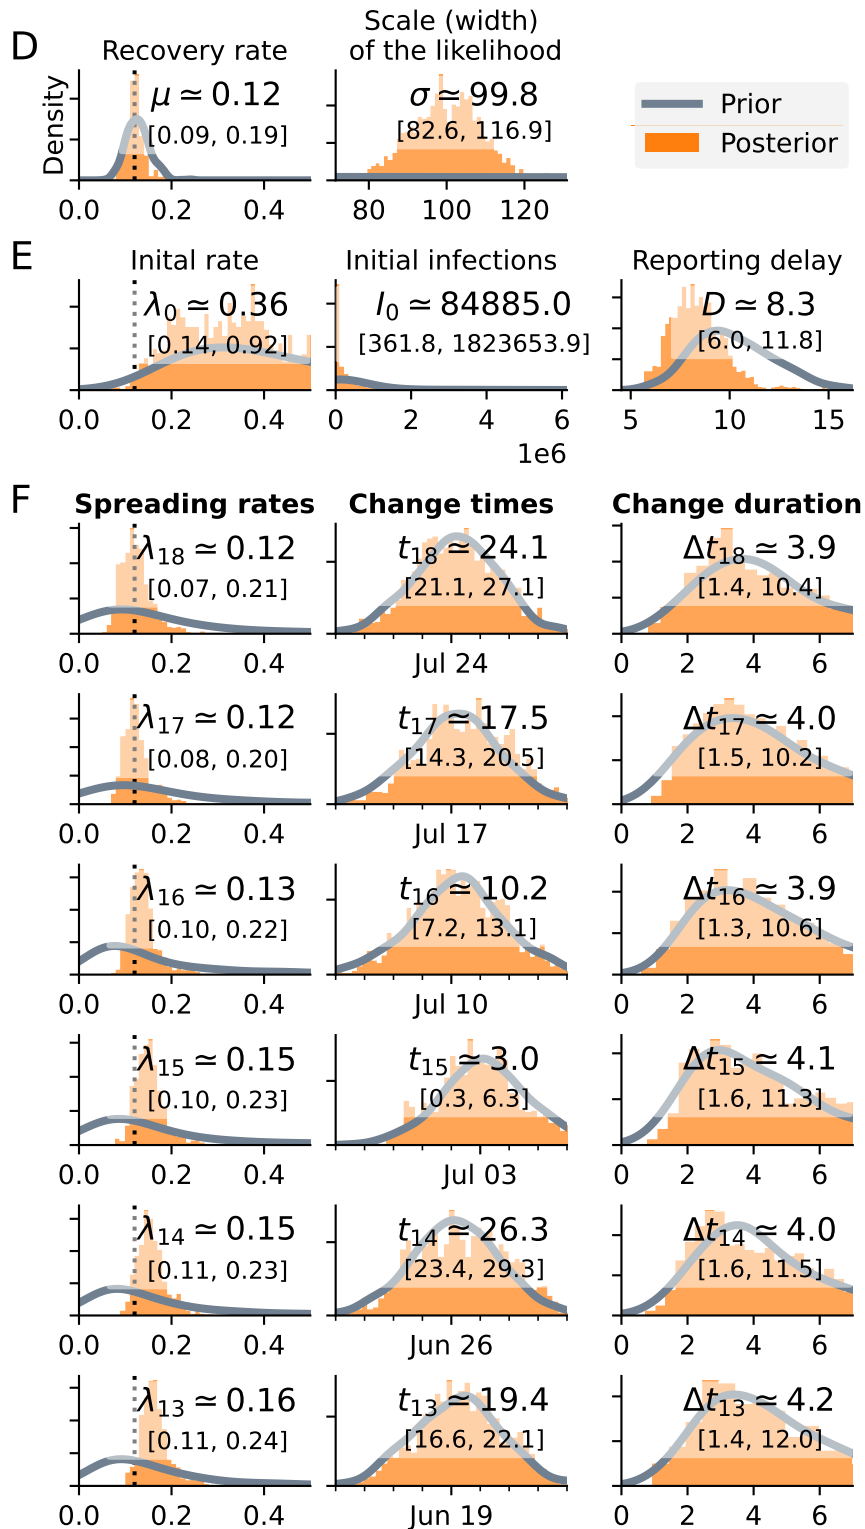 D
Recovery rate
Scale (width)
of the likelihood
Density
μ ≃ 0.12
[0.09, 0.19]
0.0 0.2 0.4
σ ≃ 99.8
[82.6, 116.9]
80 100 120
Prior
Posterior
E
Inital rate
λ0 ≃ 0.36
[0.14, 0.92]
0.0 0.2 0.4
Initial infections
I0 ≃ 84885.0
[361.8, 1823653.9]
0 2 4 6
1e6
Reporting delay
D ≃ 8.3
[6.0, 11.8]
5 10 15
F
Spreading rates Change times Change duration
λ18 ≃ 0.12
[0.07, 0.21]
0.0 0.2 0.4
t18 ≃ 24.1
[21.1, 27.1]
Jul 24
Δt18 ≃ 3.9
[1.4, 10.4]
0 2 4 6
λ17 ≃ 0.12
[0.08, 0.20]
0.0 0.2 0.4
t17 ≃ 17.5
[14.3, 20.5]
Jul 17
Δt17 ≃ 4.0
[1.5, 10.2]
0 2 4 6
λ16 ≃ 0.13
[0.10, 0.22]
0.0 0.2 0.4
t16 ≃ 10.2
[7.2, 13.1]
Jul 10
Δt16 ≃ 3.9
[1.3, 10.6]
0 2 4 6
λ15 ≃ 0.15
[0.10, 0.23]
0.0 0.2 0.4
t15 ≃ 3.0
[0.3, 6.3]
Jul 03
Δt15 ≃ 4.1
[1.6, 11.3]
0 2 4 6
λ14 ≃ 0.15
[0.11, 0.23]
0.0 0.2 0.4
t14 ≃ 26.3
[23.4, 29.3]
Jun 26
Δt14 ≃ 4.0
[1.6, 11.5]
0 2 4 6
λ13 ≃ 0.16
[0.11, 0.24]
0.0 0.2 0.4
t13 ≃ 19.4
[16.6, 22.1]
Jun 19
Δt13 ≃ 4.2
[1.4, 12.0]
0 2 4 6